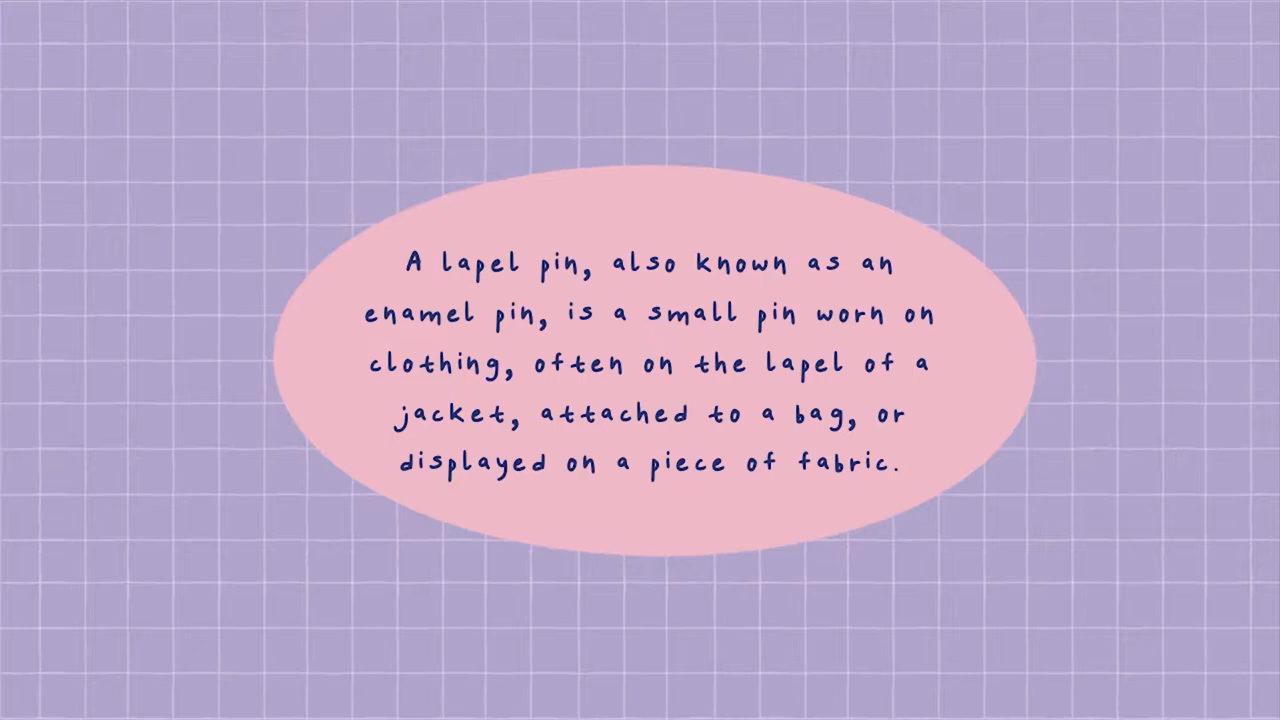 A lapel pin, also known as an
enamel pin, is a small pin worn on
clothing, often on the lapel of a
jacket, attached to a bag, or
displayed on a piece of fabric.